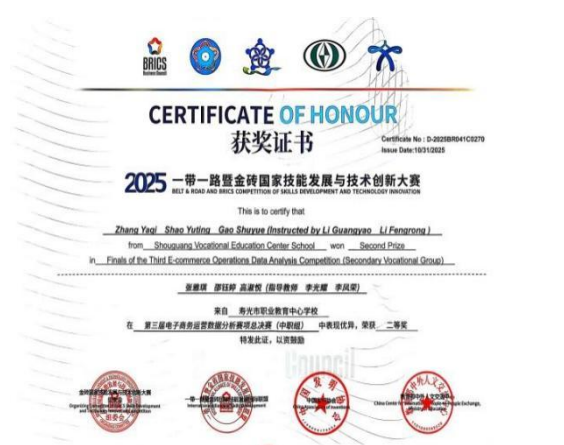 BRICS
Business Council
CERTIFICATE OF HONOUR
获奖证书
Certificate No : D-2025BR041C0270
Issue Date:10/31/2025
2025 一带一路暨金砖国家技能发展与技术创新大赛
BELT & ROAD AND BRICS COMPETITION OF SKILLS DEVELOPMENT AND TECHNOLOGY INNOVATION
This is to certify that
Zhang Yaqi Shao Yuting Gao Shuyue (Instructed by Li Guangyao Li Fengrong )
from Shouguang Vocational Education Center School won Second Prize
in Finals of the Third E-commerce Operations Data Analysis Competition (Secondary Vocational Group)
张雅琪 邵钰婷 高淑悦 (指导教师 李光耀 李凤荣)
来自 寿光市职业教育中心学校
在 第三届电子商务运营数据分析赛项总决赛（中职组） 中表现优异，荣获 二等奖
特发此证，以资鼓励
Council